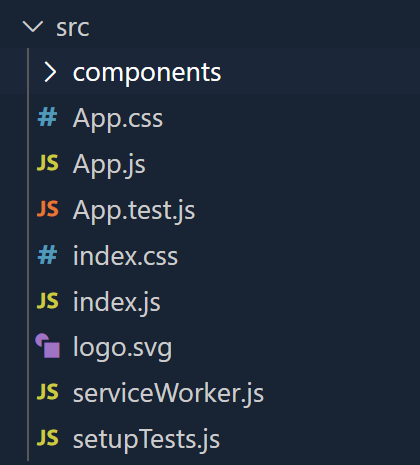 src
components
# App.css
JS App.js
JS App.test.js
# index.css
JS index.js
logo.svg
JS serviceWorker.js
JS setupTests.js